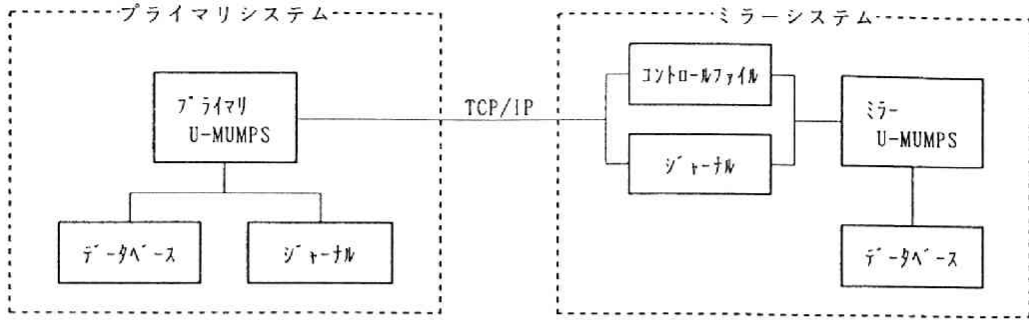 プライマリシステム
ミラーシステム
プライマリ
U-MUMPS
TCP/IP
コントロールファイル
ジャーナル
ミラー
U-MUMPS
データベース
ジャーナル
データベース